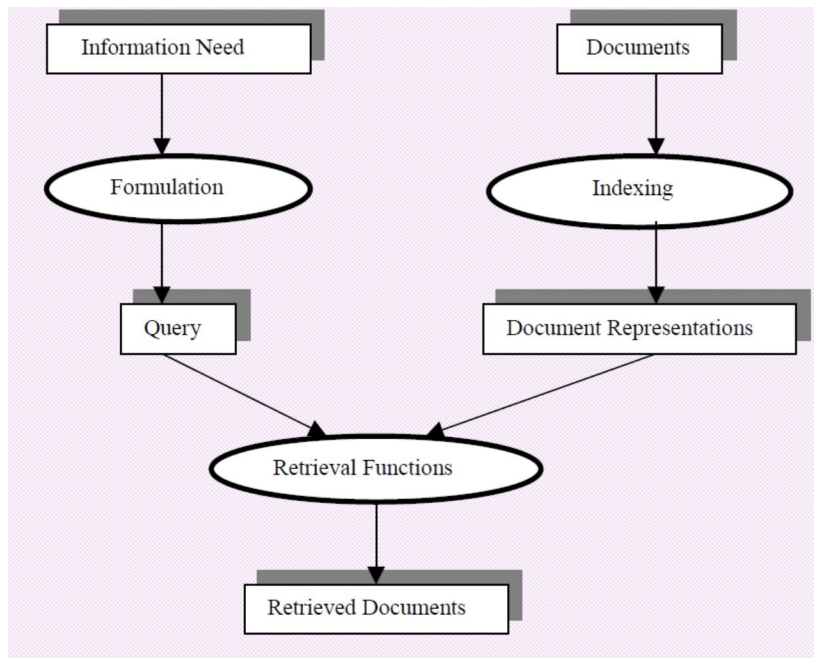 Information Need
Documents
Formulation
Indexing
Query
Document Representations
Retrieval Functions
Retrieved Documents